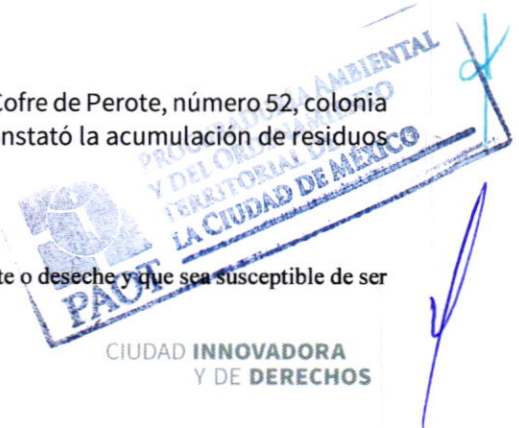 Cofre de Perote, número 52, colonia
nstató la acumulación de residuos
PROCURADURÍA AMBIENTAL
Y DEL ORDENAMIENTO
TERRITORIAL DE
LA CIUDAD DE MÉXICO
PAOT
te o deseche y que sea susceptible de ser
CIUDAD INNOVADORA
Y DE DERECHOS